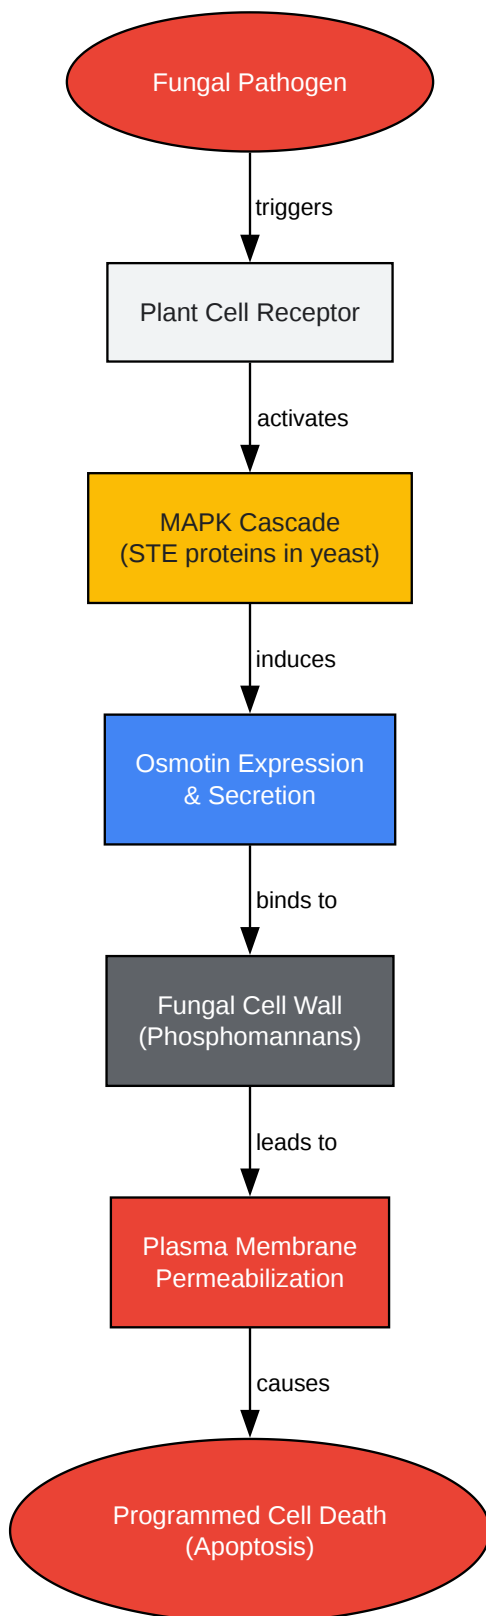 Fungal Pathogen
triggers
Plant Cell Receptor
activates
MAPK Cascade
(STE proteins in yeast)
induces
Osmotin Expression
& Secretion
binds to
Fungal Cell Wall
(Phosphomannans)
leads to
Plasma Membrane
Permeabilization
causes
Programmed Cell Death
(Apoptosis)